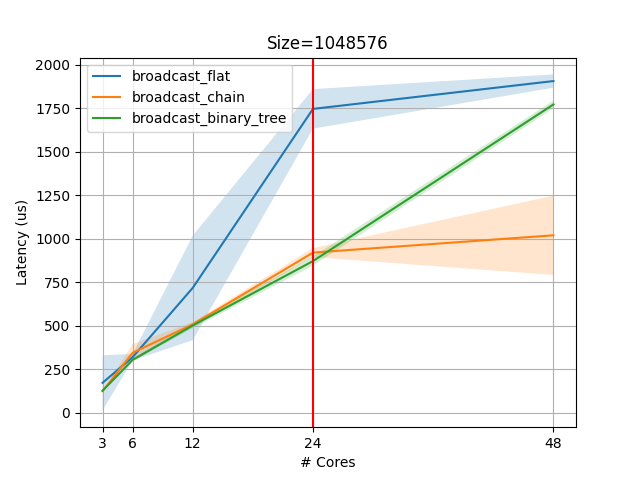 Size=1048576
broadcast_flat
broadcast_chain
broadcast_binary_tree
Latency (us)
2000
1750
1500
1250
1000
750
500
250
0
3 6 12 24 48
# Cores